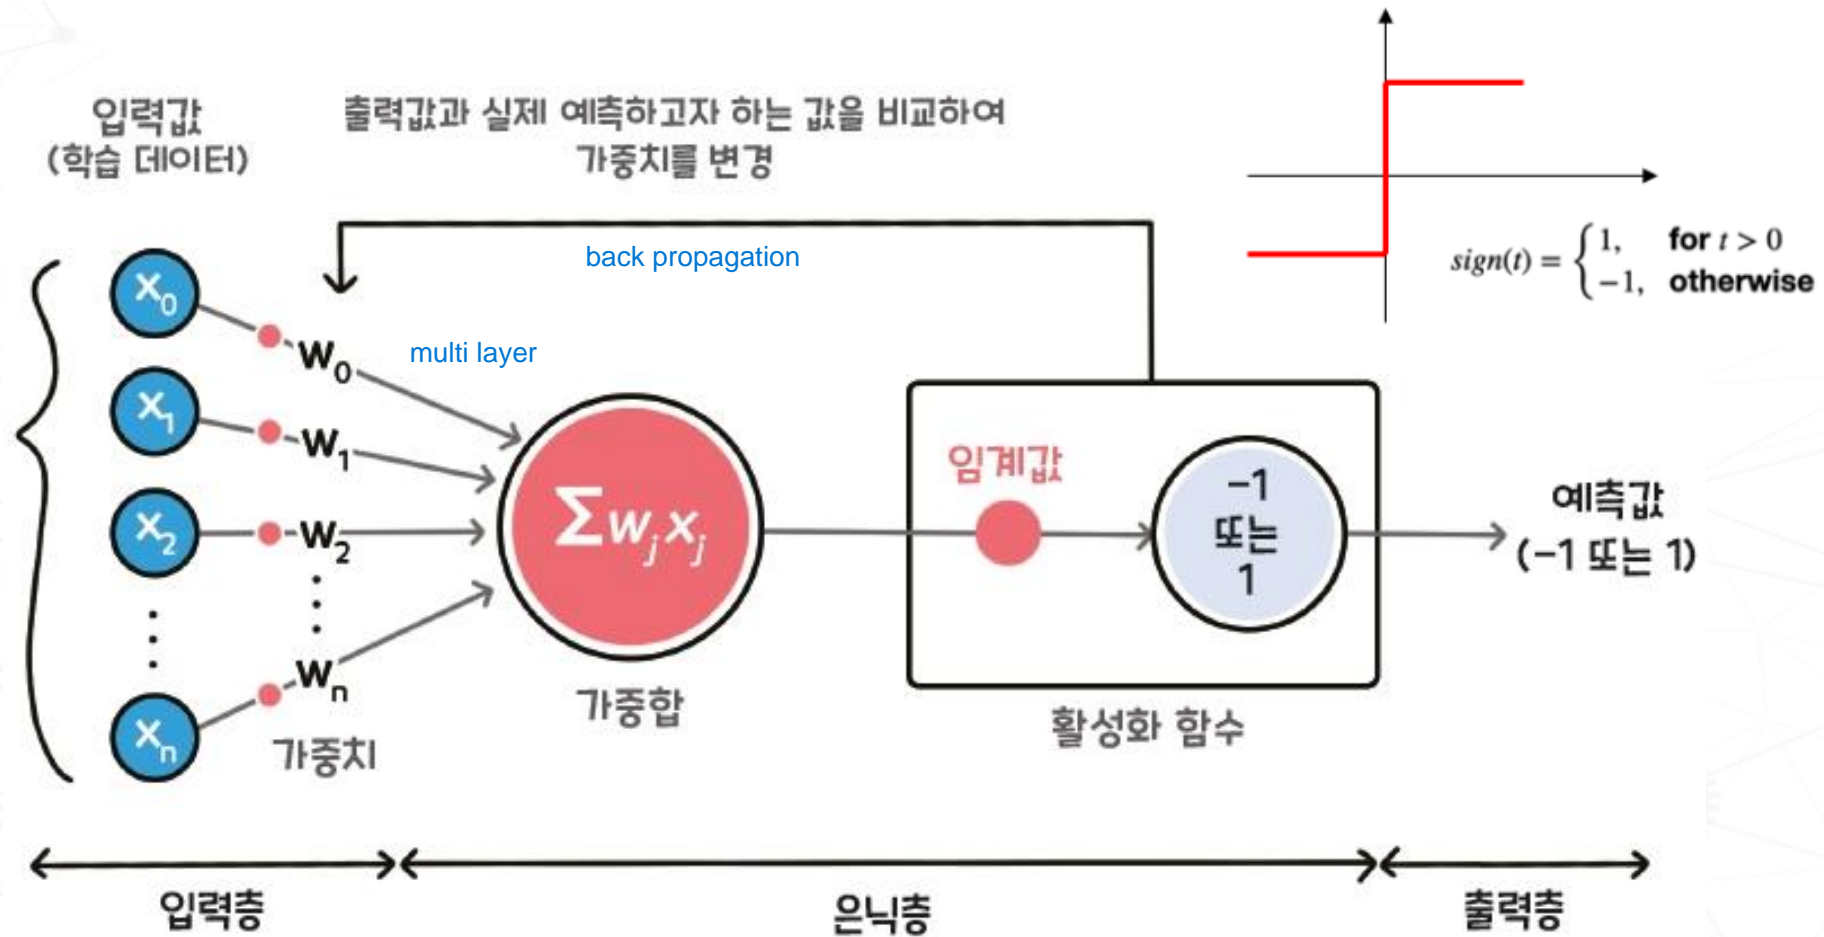 입력값
(학습 데이터)
출력값과 실제 예측하고자 하는 값을 비교하여
가중치를 변경
back propagation
multi layer
sign(t) = { 1, for t > 0
−1, otherwise
x0
x1
x2
⋮
xn
w0
w1
w2
⋮
wn
가중치
∑wjxj
가중합
임계값
−1
또는
1
활성화 함수
예측값
(−1 또는 1)
입력층
은닉층
출력층